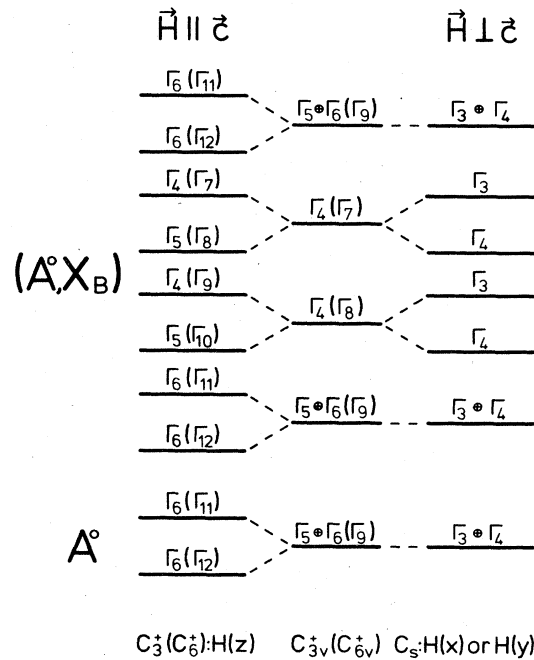 H⃗ ∥ c⃗ H⃗ ⊥ c⃗
Γ₆(Γ₁₁) Γ₅⊕Γ₆(Γ₉) Γ₃ ⊕ Γ₄
Γ₆(Γ₁₂)
Γ₄(Γ₇) Γ₃
Γ₄(Γ₇)
Γ₅(Γ₈) Γ₄
(A°,X_B)
Γ₄(Γ₉) Γ₃
Γ₄(Γ₈)
Γ₅(Γ₁₀) Γ₄
Γ₆(Γ₁₁) Γ₅⊕Γ₆(Γ₉) Γ₃ ⊕ Γ₄
Γ₆(Γ₁₂)
Γ₆(Γ₁₁)
A° Γ₅⊕Γ₆(Γ₉) Γ₃ ⊕ Γ₄
Γ₆(Γ₁₂)
C₃⁺(C₆⁺):H(z) C₃ᵥ⁺(C₆ᵥ⁺) Cₛ:H(x) or H(y)